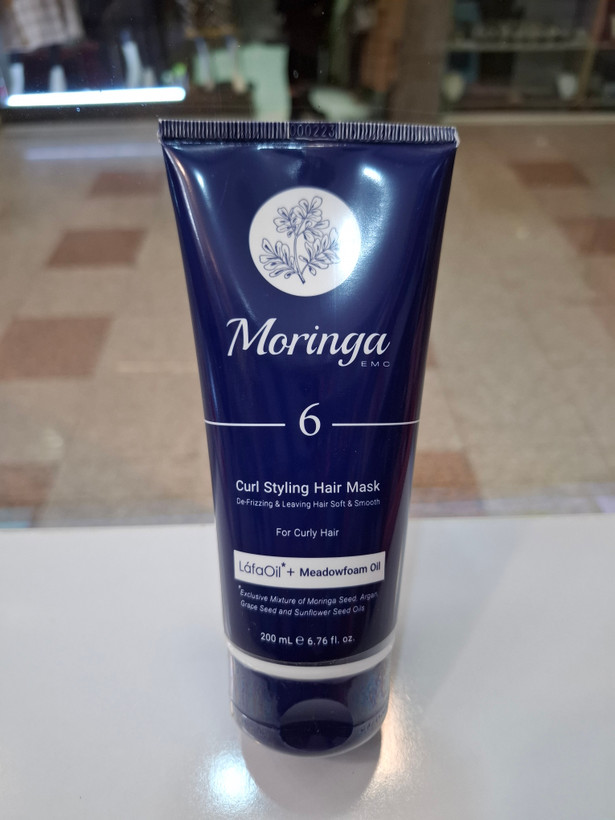 000223
Moringa
EMC
6
Curl Styling Hair Mask
De-Frizzing & Leaving Hair Soft & Smooth
For Curly Hair
LáfaOil*+ Meadowfoam Oil
*Exclusive Mixture of Moringa Seed, Argan,
Grape Seed and Sunflower Seed Oils
200 mL ℮ 6.76 fl. oz.